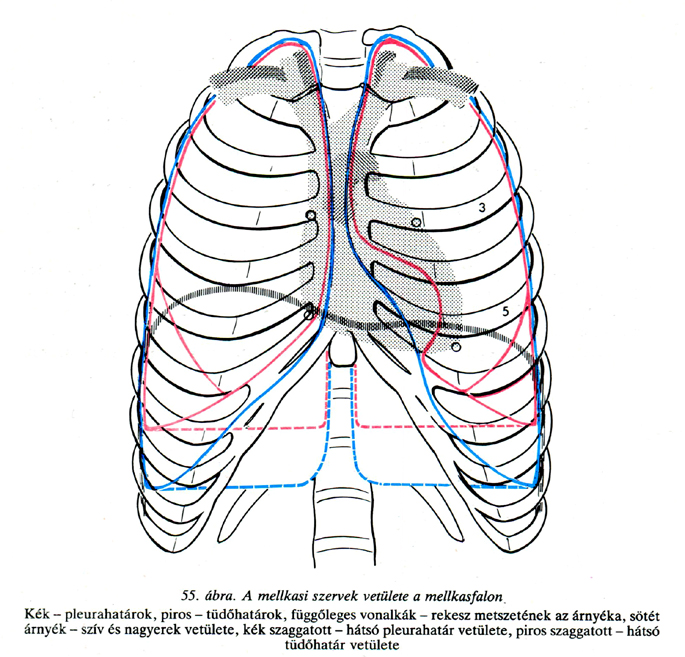 3
5
55. ábra. A mellkasi szervek vetülete a mellkasfalon
Kék – pleurahatárok, piros – tüdőhatárok, függőleges vonalkák – rekesz metszetének az árnyéka, sötét
árnyék – szív és nagyerek vetülete, kék szaggatott – hátsó pleurahatár vetülete, piros szaggatott – hátsó
tüdőhatár vetülete